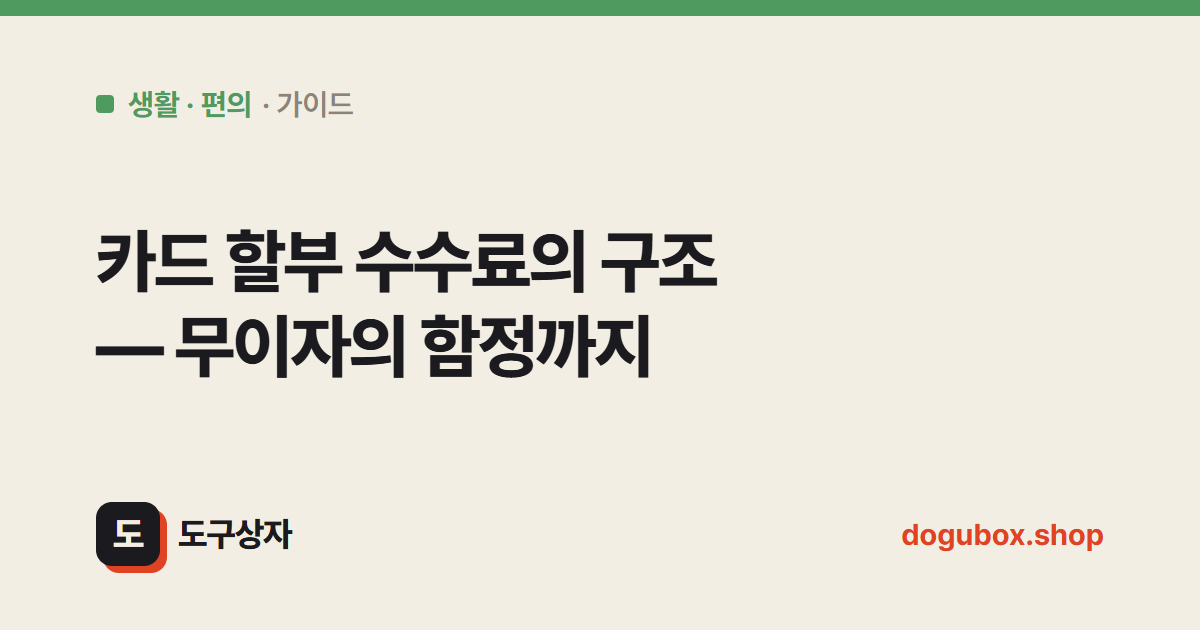 생활 · 편의 · 가이드
카드 할부 수수료의 구조
— 무이자의 함정까지
도 도구상자
dogubox.shop